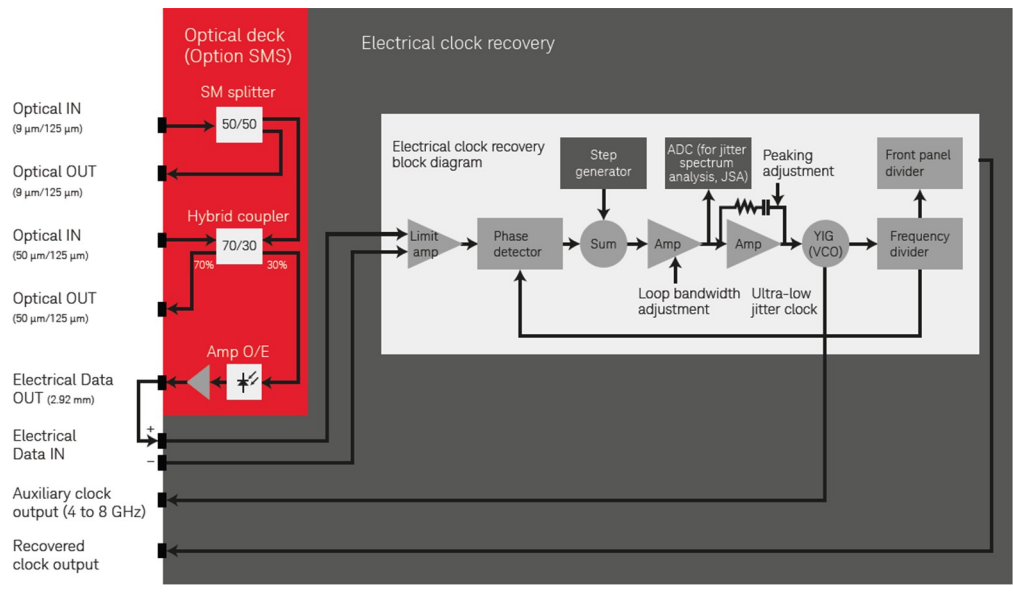 Optical deck
(Option SMS)
Electrical clock recovery
SM splitter
Optical IN
(9 µm/125 µm)
50/50
Optical OUT
(9 µm/125 µm)
Hybrid coupler
Optical IN
(50 µm/125 µm)
70/30
70%
30%
Optical OUT
(50 µm/125 µm)
Amp O/E
Electrical Data
OUT (2.92 mm)
+
Electrical
Data IN
–
Auxiliary clock
output (4 to 8 GHz)
Recovered
clock output
Electrical clock recovery
block diagram
Step
generator
ADC (for jitter
spectrum
analysis, JSA)
Peaking
adjustment
Front panel
divider
Limit
amp
Phase
detector
Sum
Amp
Amp
YIG
(VCO)
Frequency
divider
Loop bandwidth
adjustment
Ultra-low
jitter clock